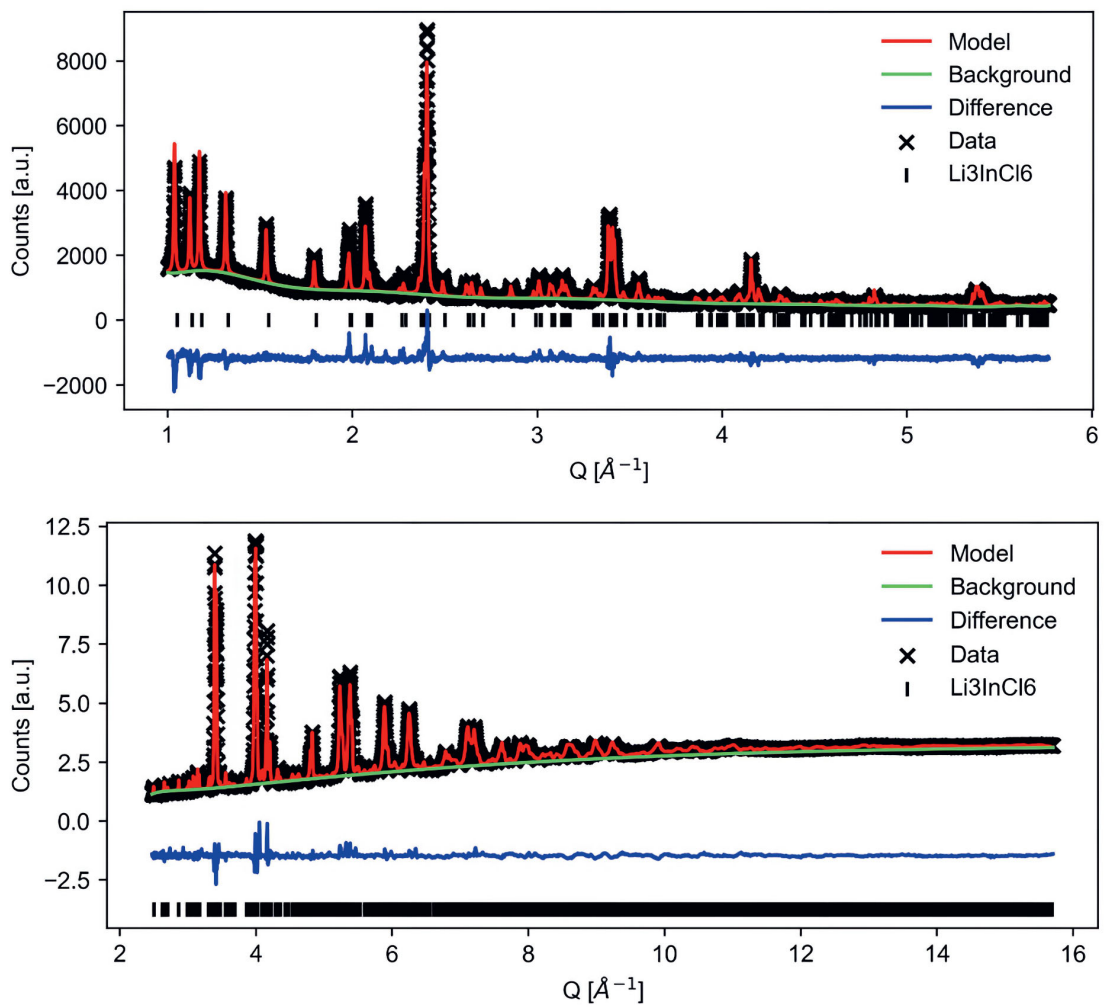 Counts [a.u.]
8000
6000
4000
2000
0
−2000
Model
Background
Difference
Data
Li3InCl6
1 2 3 4 5 6
Q [Å⁻¹]
Counts [a.u.]
12.5
10.0
7.5
5.0
2.5
0.0
−2.5
Model
Background
Difference
Data
Li3InCl6
2 4 6 8 10 12 14 16
Q [Å⁻¹]